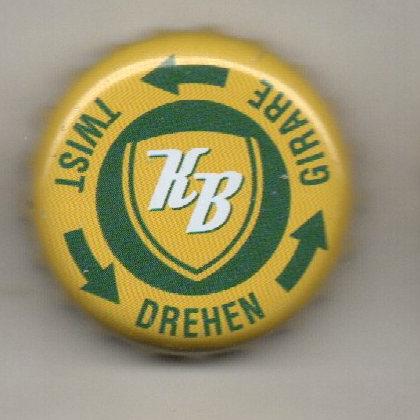 KB
TWIST
DREHEN
GIRARE